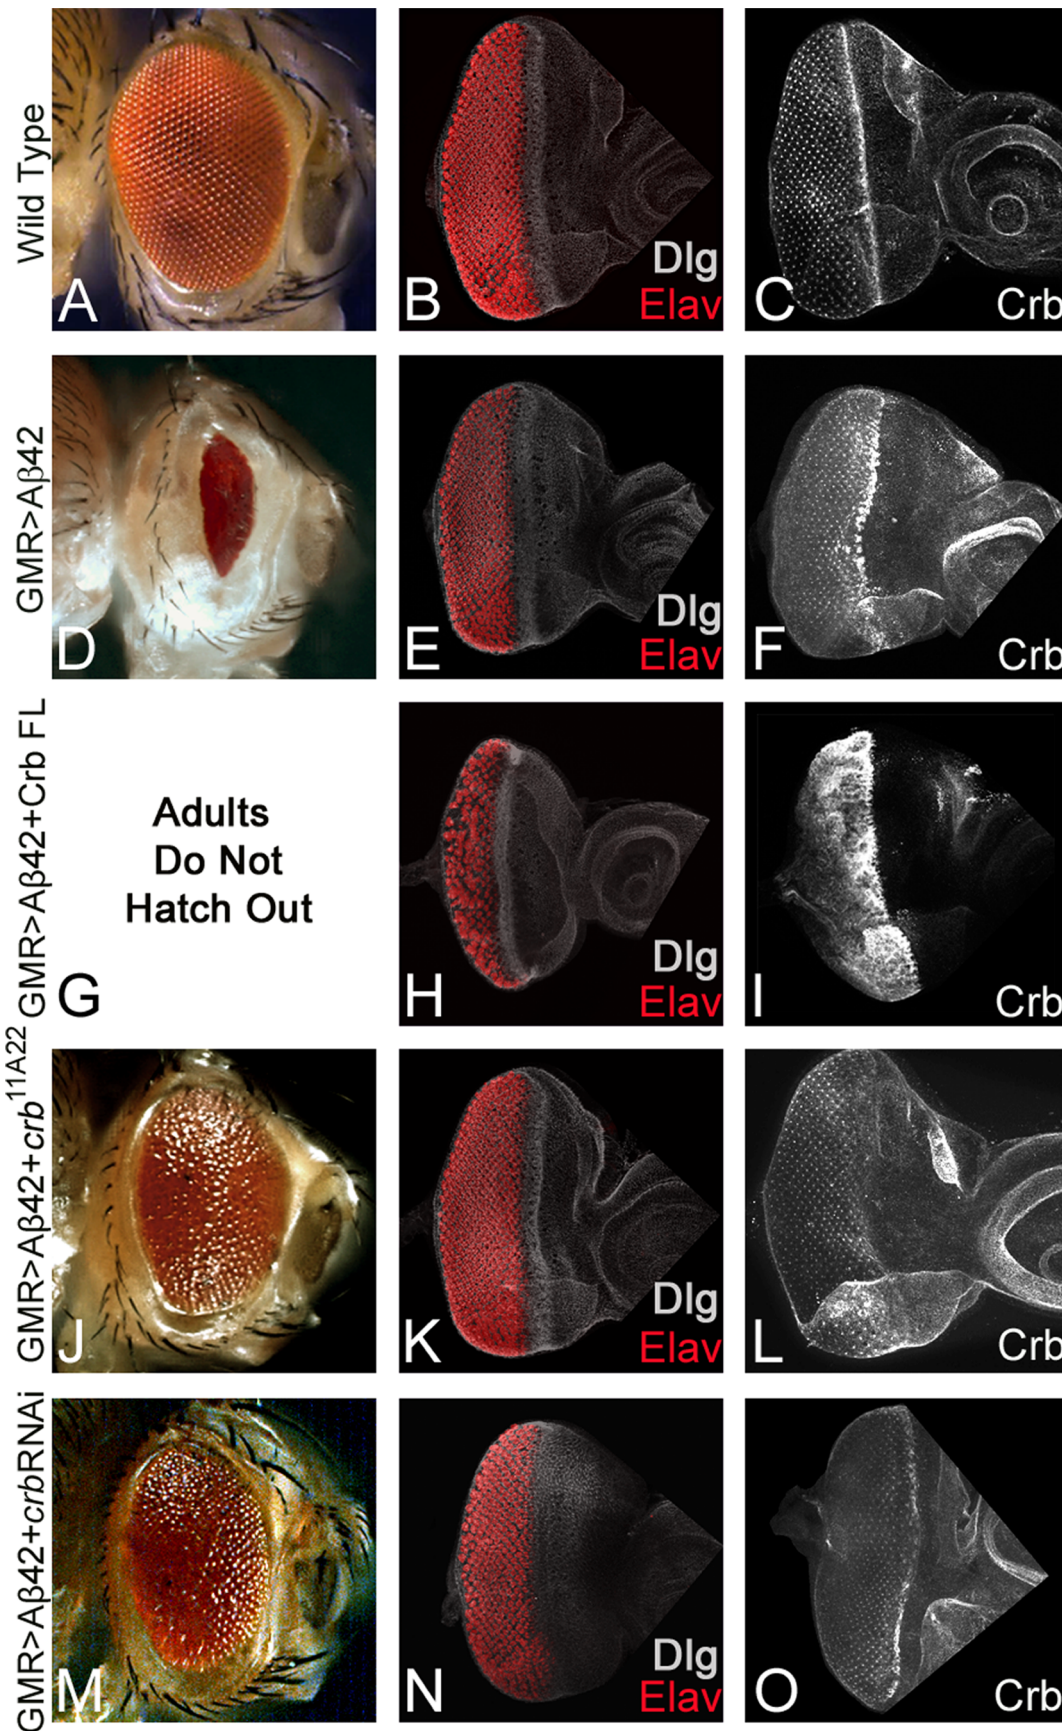 Wild Type
A
B
Dlg
Elav
C
Crb
GMR>Aβ42
D
E
Dlg
Elav
F
Crb
GMR>Aβ42+Crb FL
Adults
Do Not
Hatch Out
G
H
Dlg
Elav
I
Crb
GMR>Aβ42+crb11A22
J
K
Dlg
Elav
L
Crb
GMR>Aβ42+crbRNAi
M
N
Dlg
Elav
O
Crb